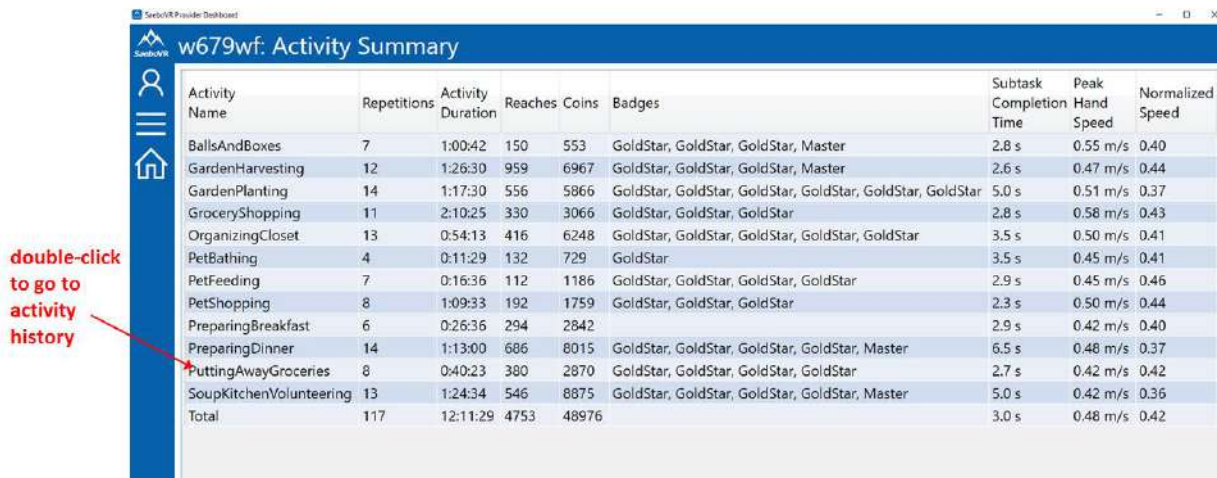 SaeboVR Provider Dashboard
SaeboVR
w679wf: Activity Summary
Activity Name Repetitions Activity Duration Reaches Coins Badges Subtask Completion Time Peak Hand Speed Normalized Speed
BallsAndBoxes 7 1:00:42 150 553 GoldStar, GoldStar, GoldStar, Master 2.8 s 0.55 m/s 0.40
GardenHarvesting 12 1:26:30 959 6967 GoldStar, GoldStar, GoldStar, Master 2.6 s 0.47 m/s 0.44
GardenPlanting 14 1:17:30 556 5866 GoldStar, GoldStar, GoldStar, GoldStar, GoldStar, GoldStar 5.0 s 0.51 m/s 0.37
GroceryShopping 11 2:10:25 330 3066 GoldStar, GoldStar, GoldStar 2.8 s 0.58 m/s 0.43
OrganizingCloset 13 0:54:13 416 6248 GoldStar, GoldStar, GoldStar, GoldStar, GoldStar 3.5 s 0.50 m/s 0.41
PetBathing 4 0:11:29 132 729 GoldStar 3.5 s 0.45 m/s 0.41
PetFeeding 7 0:16:36 112 1186 GoldStar, GoldStar, GoldStar, GoldStar 2.9 s 0.45 m/s 0.46
PetShopping 8 1:09:33 192 1759 GoldStar, GoldStar, GoldStar 2.3 s 0.50 m/s 0.44
PreparingBreakfast 6 0:26:36 294 2842 2.9 s 0.42 m/s 0.40
PreparingDinner 14 1:13:00 686 8015 GoldStar, GoldStar, GoldStar, GoldStar, Master 6.5 s 0.48 m/s 0.37
PuttingAwayGroceries 8 0:40:23 380 2870 GoldStar, GoldStar, GoldStar, GoldStar 2.7 s 0.42 m/s 0.42
SoupKitchenVolunteering 13 1:24:34 546 8875 GoldStar, GoldStar, GoldStar, GoldStar, Master 5.0 s 0.42 m/s 0.36
Total 117 12:11:29 4753 48976 3.0 s 0.48 m/s 0.42
double-click
to go to
activity
history